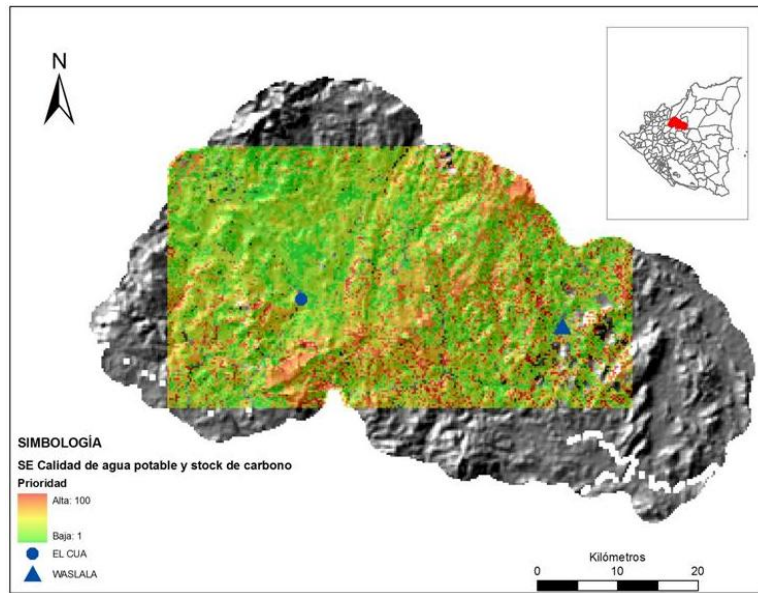 N
SIMBOLOGÍA
SE Calidad de agua potable y stock de carbono
Prioridad
Alta: 100
Baja: 1
EL CUA
WASLALA
Kilómetros
0 10 20